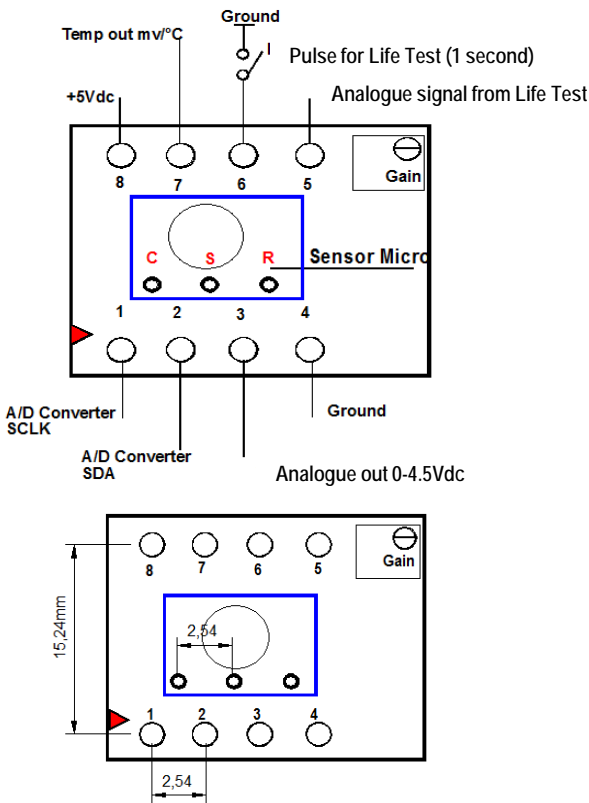 Ground
Temp out mv/°C
Pulse for Life Test (1 second)
+5Vdc
Analogue signal from Life Test
8 7 6 5
Gain
C S R
Sensor Micro
1 2 3 4
A/D Converter
SCLK
Ground
A/D Converter
SDA
Analogue out 0-4.5Vdc
8 7 6 5
Gain
15,24mm
2,54
1 2 3 4
2,54